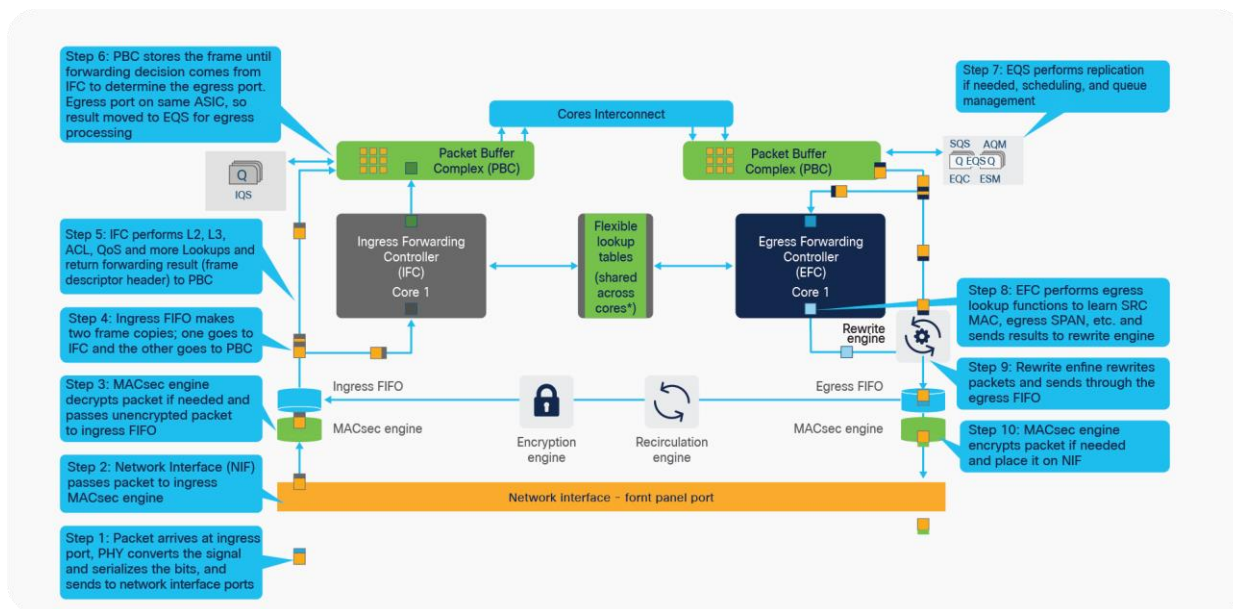 Step 6: PBC stores the frame until
forwarding decision comes from
IFC to determine the egress port.
Egress port on same ASIC, so
result moved to EQS for egress
processing
Step 7: EQS performs replication
if needed, scheduling, and queue
management
Cores Interconnect
Packet Buffer
Complex (PBC)
Packet Buffer
Complex (PBC)
Q
IQS
SQS AQM
Q EQS Q
EQC ESM
Step 5: IFC performs L2, L3,
ACL, QoS and more Lookups and
return forwarding result (frame
descriptor header) to PBC
Ingress Forwarding
Controller
(IFC)
Core 1
Flexible
lookup
tables
(shared
across
cores*)
Egress Forwarding
Controller
(EFC)
Core 1
Step 4: Ingress FIFO makes
two frame copies; one goes to
IFC and the other goes to PBC
Step 8: EFC performs egress
lookup functions to learn SRC
MAC, egress SPAN, etc. and
sends results to rewrite engine
Rewrite
engine
Step 3: MACsec engine
decrypts packet if needed and
passes unencrypted packet
to ingress FIFO
Ingress FIFO
MACsec engine
Encryption
engine
Recirculation
engine
Egress FIFO
MACsec engine
Step 9: Rewrite enfine rewrites
packets and sends through the
egress FIFO
Step 10: MACsec engine
encrypts packet if needed
and place it on NIF
Step 2: Network Interface (NIF)
passes packet to ingress
MACsec engine
Network interface - fornt panel port
Step 1: Packet arrives at ingress
port, PHY converts the signal
and serializes the bits, and
sends to network interface ports